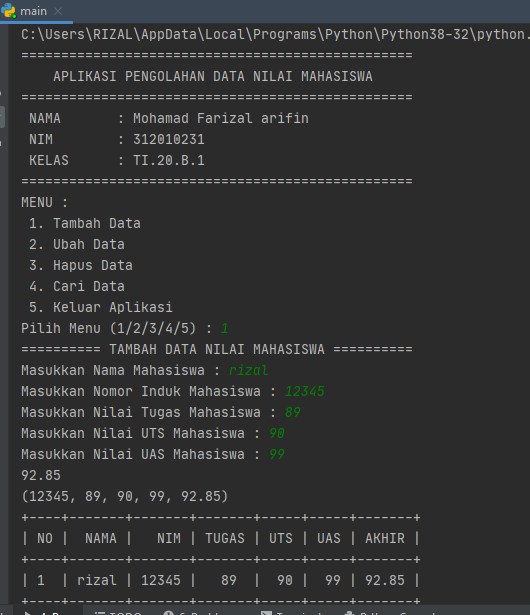 main
C:\Users\RIZAL\AppData\Local\Programs\Python\Python38-32\python.
=================================================
APLIKASI PENGOLAHAN DATA NILAI MAHASISWA
=================================================
NAMA       : Mohamad Farizal arifin
NIM        : 312010231
KELAS      : TI.20.B.1
=================================================
MENU :
1. Tambah Data
2. Ubah Data
3. Hapus Data
4. Cari Data
5. Keluar Aplikasi
Pilih Menu (1/2/3/4/5) : 1
========== TAMBAH DATA NILAI MAHASISWA ==========
Masukkan Nama Mahasiswa : rizal
Masukkan Nomor Induk Mahasiswa : 12345
Masukkan Nilai Tugas Mahasiswa : 89
Masukkan Nilai UTS Mahasiswa : 90
Masukkan Nilai UAS Mahasiswa : 99
92.85
(12345, 89, 90, 99, 92.85)
+----+-------+-------+-------+-----+-----+-------+
| NO |  NAMA |   NIM | TUGAS | UTS | UAS | AKHIR |
+----+-------+-------+-------+-----+-----+-------+
| 1  | rizal | 12345 |   89  |  90 |  99 | 92.85 |
+----+-------+-------+-------+-----+-----+-------+